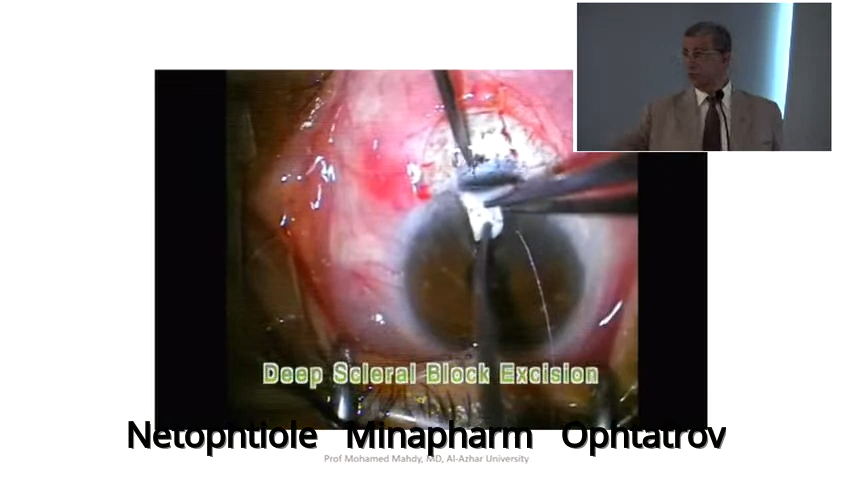 Deep Scleral Block Excision
Netophtiole Minapharm Ophtatrov
Prof Mohamed Mahdy, MD, Al-Azhar University